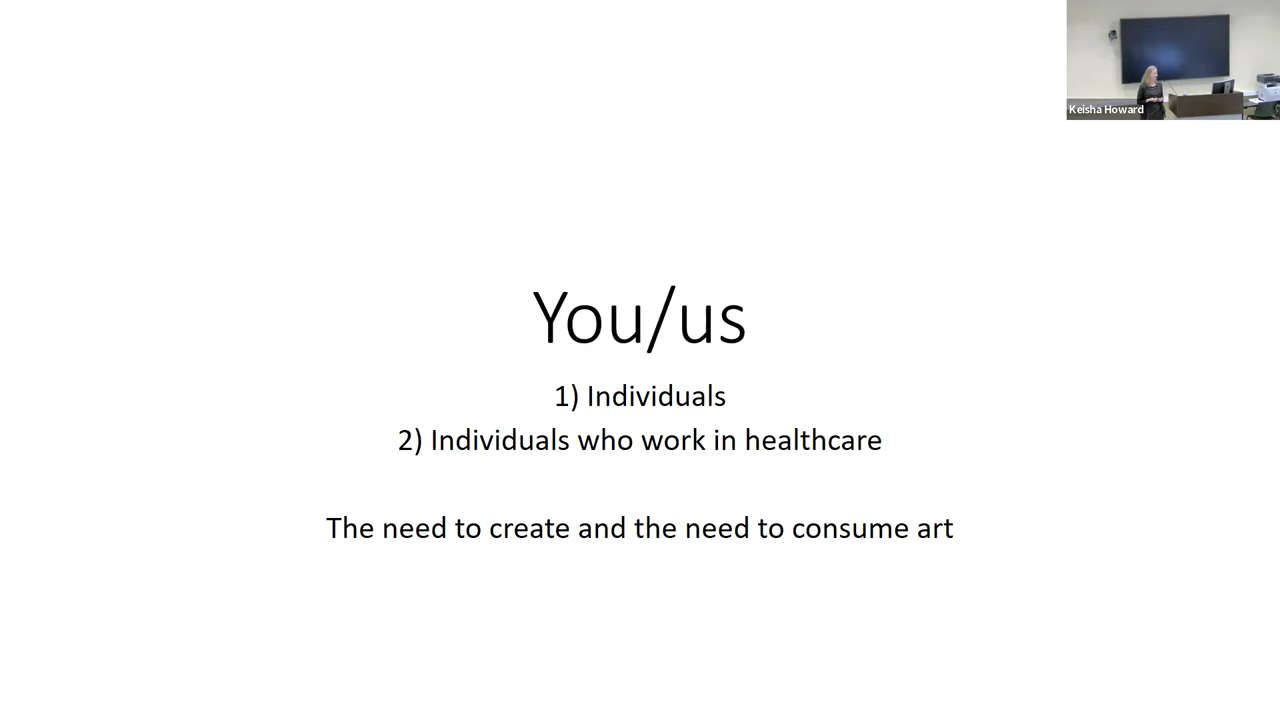 Keisha Howard
You/us
1) Individuals
2) Individuals who work in healthcare
The need to create and the need to consume art